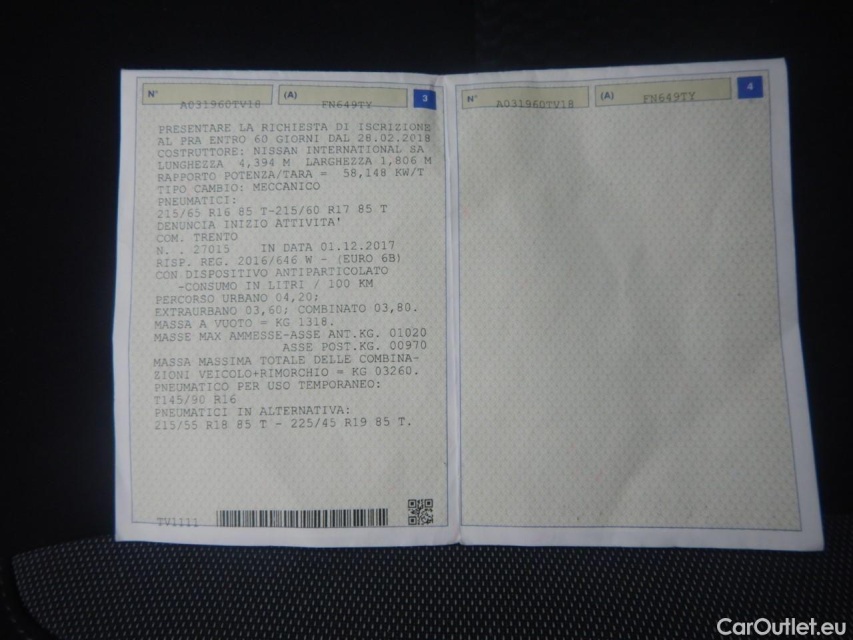 N° A031960TV18 (A) FN649TY 3
PRESENTARE LA RICHIESTA DI ISCRIZIONE
AL PRA ENTRO 60 GIORNI DAL 28.02.2018
COSTRUTTORE: NISSAN INTERNATIONAL SA
LUNGHEZZA 4,394 M LARGHEZZA 1,806 M
RAPPORTO POTENZA/TARA = 58,148 KW/T
TIPO CAMBIO: MECCANICO
PNEUMATICI:
215/65 R16 85 T-215/60 R17 85 T
DENUNCIA INIZIO ATTIVITA'
COM. TRENTO
N. . 27015 IN DATA 01.12.2017
RISP. REG. 2016/646 W - (EURO 6B)
CON DISPOSITIVO ANTIPARTICOLATO
-CONSUMO IN LITRI / 100 KM
PERCORSO URBANO 04,20;
EXTRAURBANO 03,60; COMBINATO 03,80.
MASSA A VUOTO = KG 1318.
MASSE MAX AMMESSE-ASSE ANT.KG. 01020
ASSE POST.KG. 00970
MASSA MASSIMA TOTALE DELLE COMBINA-
ZIONI VEICOLO+RIMORCHIO = KG 03260.
PNEUMATICO PER USO TEMPORANEO:
T145/90 R16
PNEUMATICI IN ALTERNATIVA:
215/55 R18 85 T - 225/45 R19 85 T.
TV1111
N° A031960TV18 (A) FN649TY 4
CarOutlet.eu